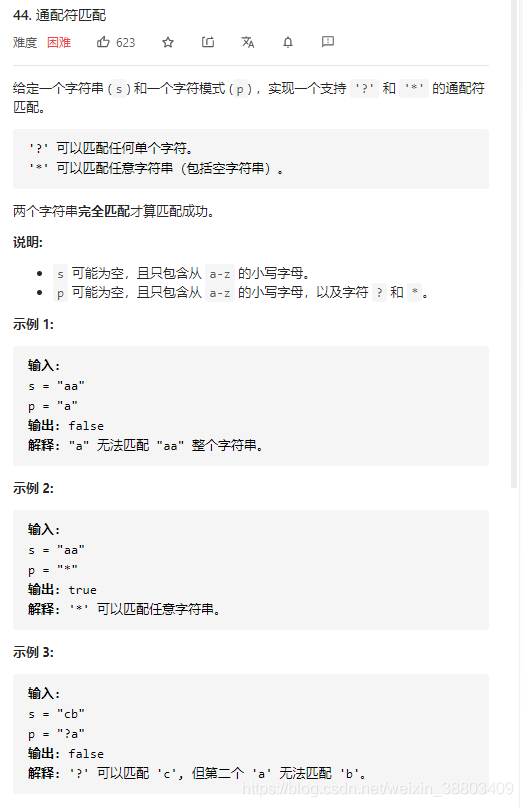 44. 通配符匹配
难度 困难 623
给定一个字符串 (s) 和一个字符模式 (p) ，实现一个支持 '?' 和 '*' 的通配符
匹配。
'?' 可以匹配任何单个字符。
'*' 可以匹配任意字符串（包括空字符串）。
两个字符串完全匹配才算匹配成功。
说明:
s 可能为空，且只包含从 a-z 的小写字母。
p 可能为空，且只包含从 a-z 的小写字母，以及字符 ? 和 *。
示例 1:
输入:
s = "aa"
p = "a"
输出: false
解释: "a" 无法匹配 "aa" 整个字符串。
示例 2:
输入:
s = "aa"
p = "*"
输出: true
解释: '*' 可以匹配任意字符串。
示例 3:
输入:
s = "cb"
p = "?a"
输出: false
解释: '?' 可以匹配 'c', 但第二个 'a' 无法匹配 'b'。
https://blog.csdn.net/weixin_38803409